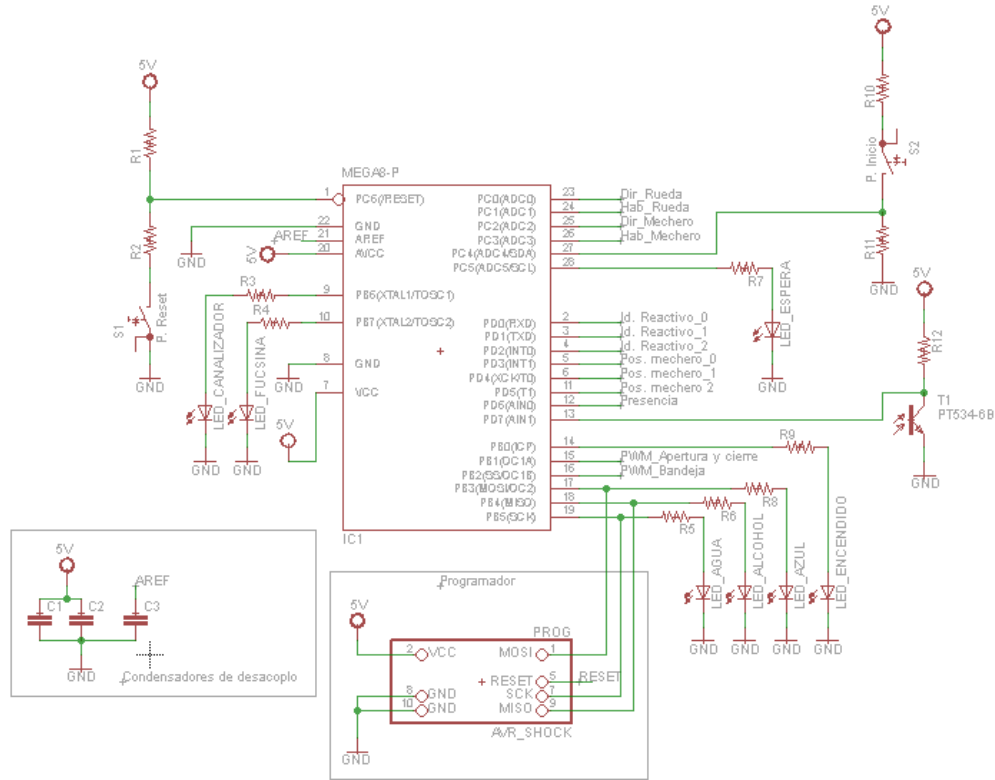 5V
5V
R10
P. Inicio
S2
R1
R2
S1
P. Reset
GND
R11
GND
MEGA8-P
1
PC6(/RESET)
22
GND
21
AREF
AREF
20
AVCC
5V
GND
9
PB6(XTAL1/TOSC1)
R3
10
PB7(XTAL2/TOSC2)
R4
8
GND
GND
7
VCC
5V
LED_CANALIZADOR
LED_FUCSINA
GND
GND
IC1
PC0(ADC0)
23
Dir_Rueda
PC1(ADC1)
24
Hab_Rueda
PC2(ADC2)
25
Dir_Mechero
PC3(ADC3)
26
Hab_Mechero
PC4(ADC4/SDA)
27
PC5(ADC5/SCL)
28
R7
LED_ESPERA
GND
PD0(RXD)
2
Id. Reactivo_0
PD1(TXD)
3
Id. Reactivo_1
PD2(INT0)
4
Id. Reactivo_2
PD3(INT1)
5
Pos. mechero_0
PD4(XCK/T0)
6
Pos. mechero_1
PD5(T1)
11
Pos. mechero 2
PD6(AIN0)
12
Presencia
PD7(AIN1)
13
5V
R12
T1
PT534-6B
GND
PB0(ICP)
14
R9
PB1(OC1A)
15
PWM_Apertura y cierre
PB2(SS/OC1B)
16
PWM_Bandeja
PB3(MOSI/OC2)
17
R8
PB4(MISO)
18
R6
PB5(SCK)
19
R5
LED_AGUA
LED_ALCOHOL
LED_AZUL
LED_ENCENDIDO
GND
GND
GND
GND
5V
AREF
C1
C2
C3
GND
Condensadores de desacoplo
Programador
5V
PROG
2
VCC
MOSI
1
RESET
5
RESET
8
GND
SCK
7
10
GND
MISO
9
AVR_SHOCK
GND